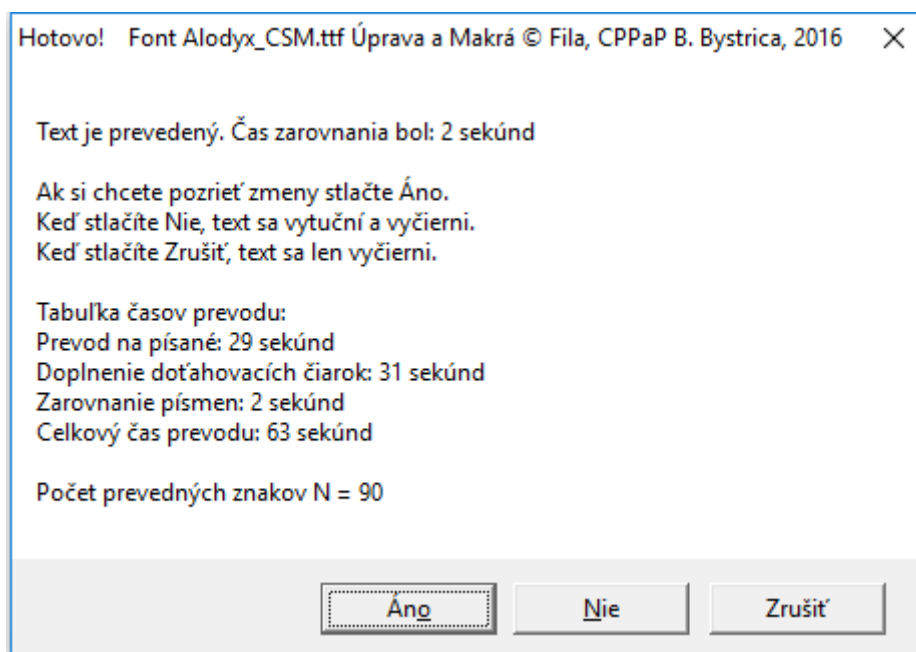 Hotovo! Font Alodyx_CSM.ttf Úprava a Makrá © Fila, CPPaP B. Bystrica, 2016
Text je prevedený. Čas zarovnania bol: 2 sekúnd
Ak si chcete pozrieť zmeny stlačte Áno.
Keď stlačíte Nie, text sa vytuční a vyčierni.
Keď stlačíte Zrušiť, text sa len vyčierni.
Tabuľka časov prevodu:
Prevod na písané: 29 sekúnd
Doplnenie doťahovacích čiarok: 31 sekúnd
Zarovnanie písmen: 2 sekúnd
Celkový čas prevodu: 63 sekúnd
Počet prevedných znakov N = 90
Áno Nie Zrušiť